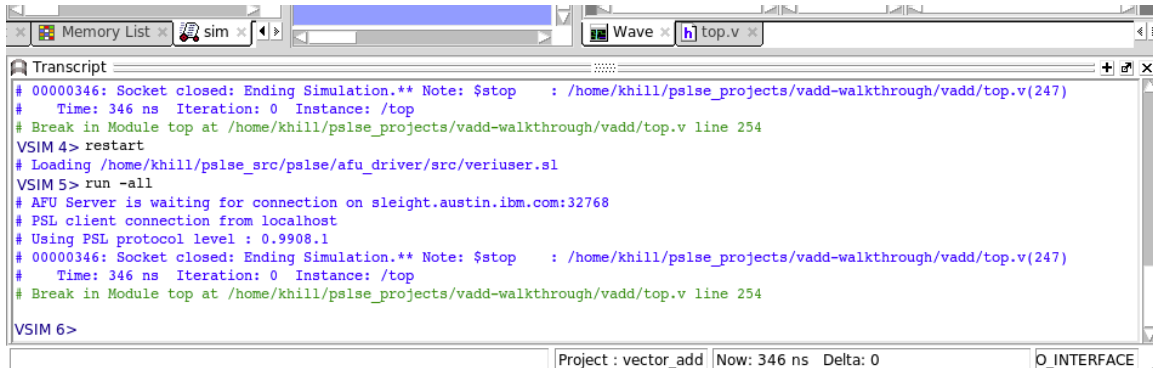 Memory List sim Wave h top.v
Transcript
# 00000346: Socket closed: Ending Simulation.** Note: $stop    : /home/khill/pslse_projects/vadd-walkthrough/vadd/top.v(247)
#    Time: 346 ns  Iteration: 0  Instance: /top
# Break in Module top at /home/khill/pslse_projects/vadd-walkthrough/vadd/top.v line 254
VSIM 4> restart
# Loading /home/khill/pslse_src/pslse/afu_driver/src/veriuser.sl
VSIM 5> run -all
# AFU Server is waiting for connection on sleight.austin.ibm.com:32768
# PSL client connection from localhost
# Using PSL protocol level : 0.9908.1
# 00000346: Socket closed: Ending Simulation.** Note: $stop    : /home/khill/pslse_projects/vadd-walkthrough/vadd/top.v(247)
#    Time: 346 ns  Iteration: 0  Instance: /top
# Break in Module top at /home/khill/pslse_projects/vadd-walkthrough/vadd/top.v line 254
VSIM 6>
Project : vector_add Now: 346 ns  Delta: 0 O_INTERFACE